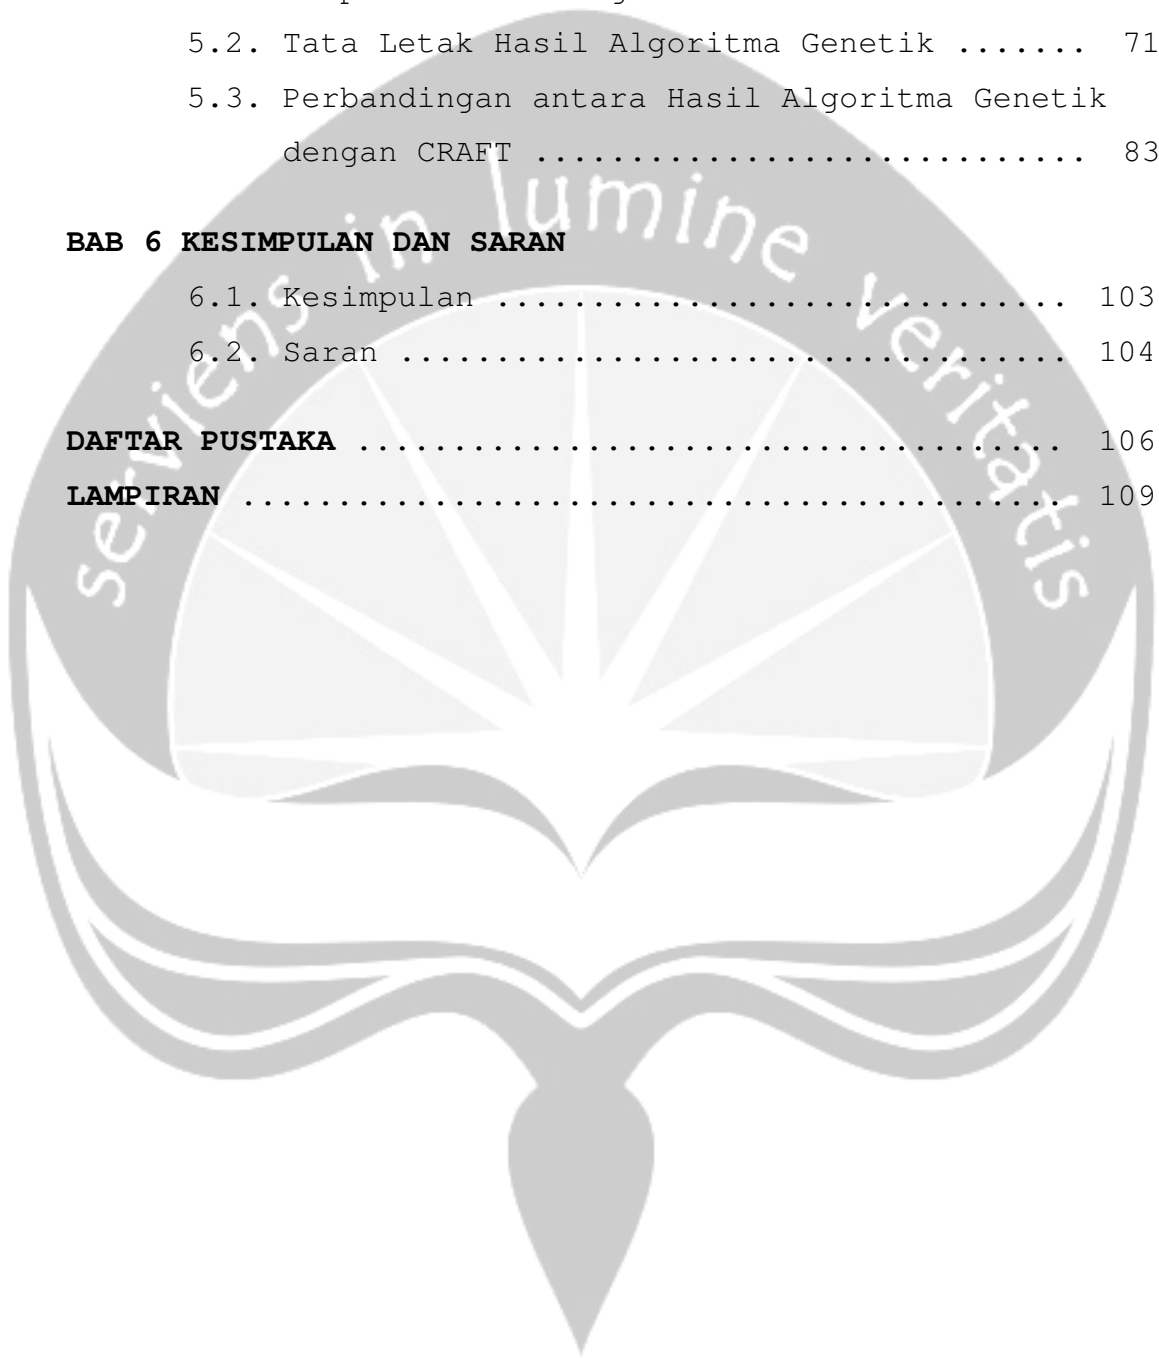 5.2. Tata Letak Hasil Algoritma Genetik ....... 71
5.3. Perbandingan antara Hasil Algoritma Genetik
dengan CRAFT ............................. 83
BAB 6 KESIMPULAN DAN SARAN
6.1. Kesimpulan .............................. 103
6.2. Saran ................................... 104
DAFTAR PUSTAKA ..................................... 106
LAMPIRAN ........................................... 109
serviens in lumine veritatis